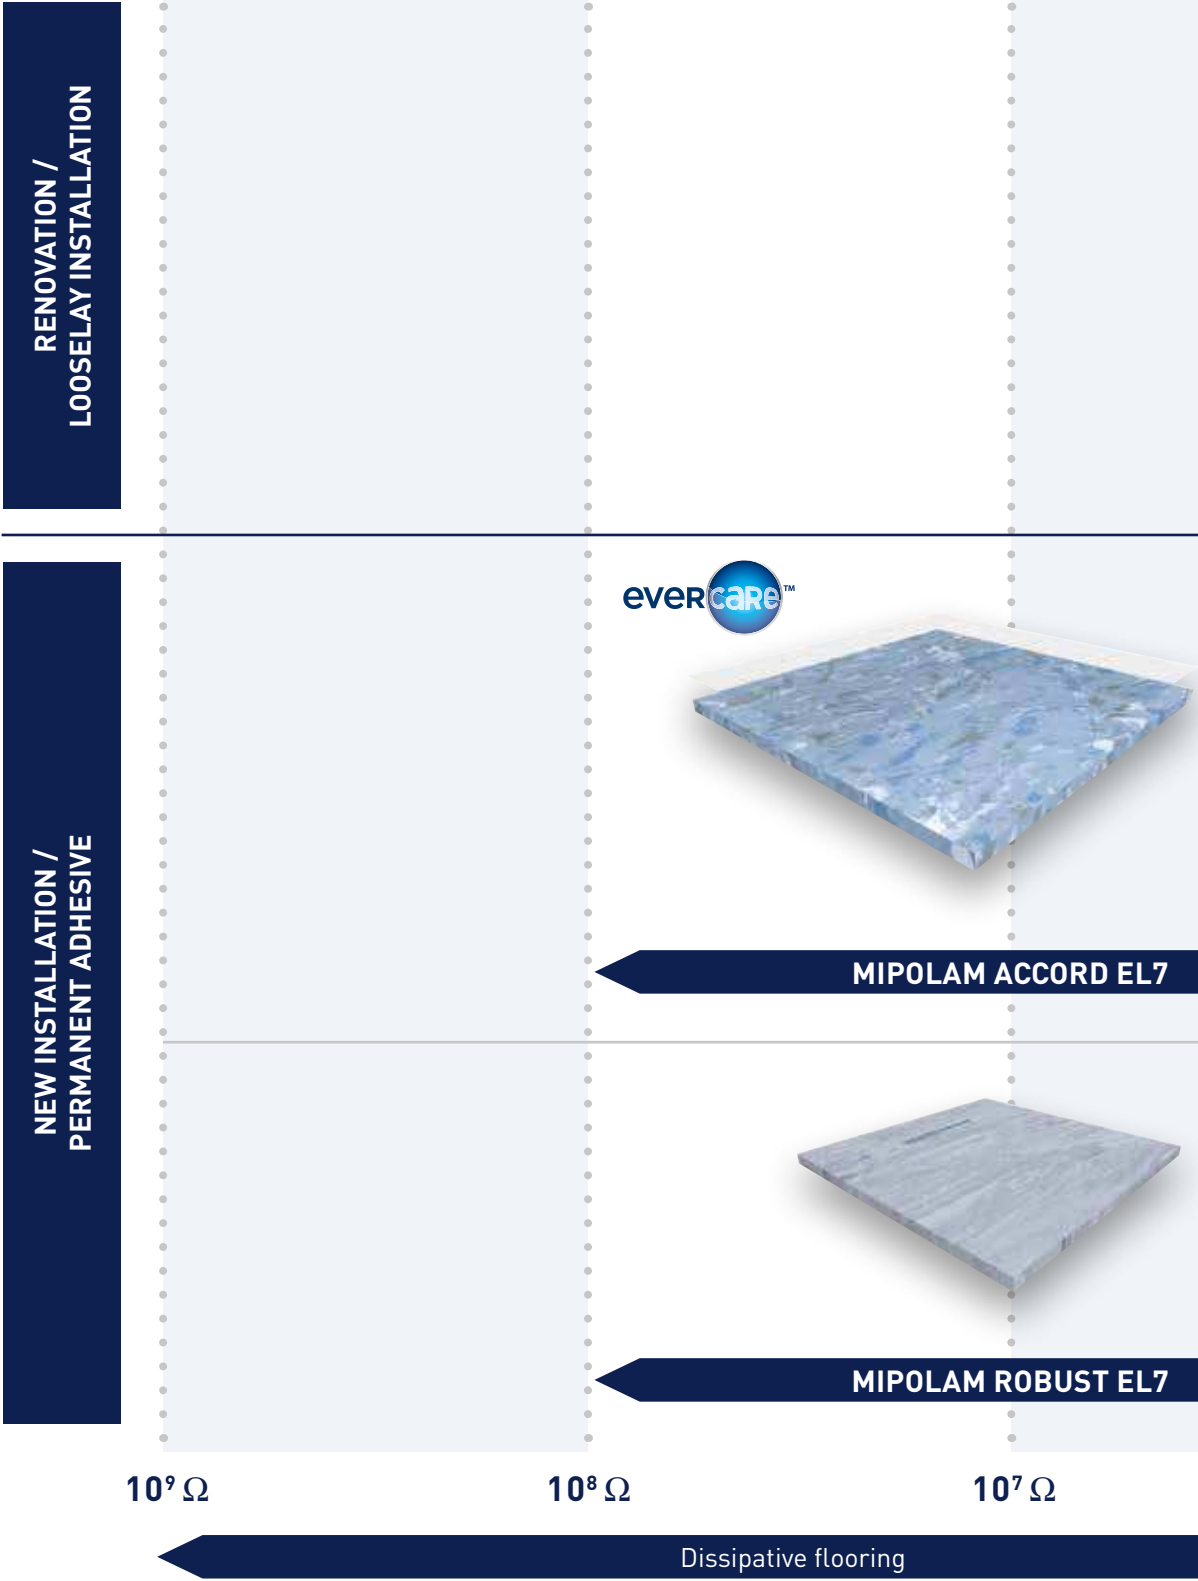 RENOVATION /
LOOSELAY INSTALLATION
evercare™
NEW INSTALLATION /
PERMANENT ADHESIVE
MIPOLAM ACCORD EL7
MIPOLAM ROBUST EL7
10⁹ Ω
10⁸ Ω
10⁷ Ω
Dissipative flooring